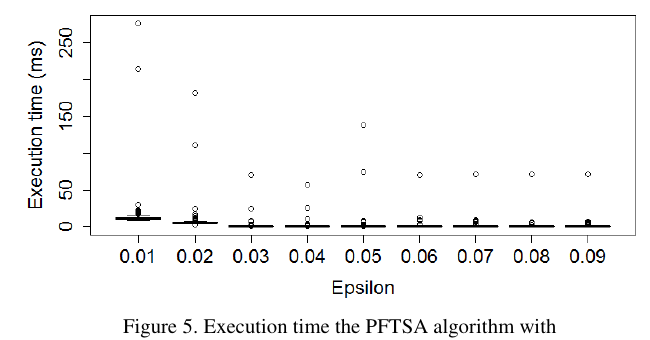 250
150
50
0
Execution time (ms)
0.01 0.02 0.03 0.04 0.05 0.06 0.07 0.08 0.09
Epsilon
Figure 5. Execution time the PFTSA algorithm with